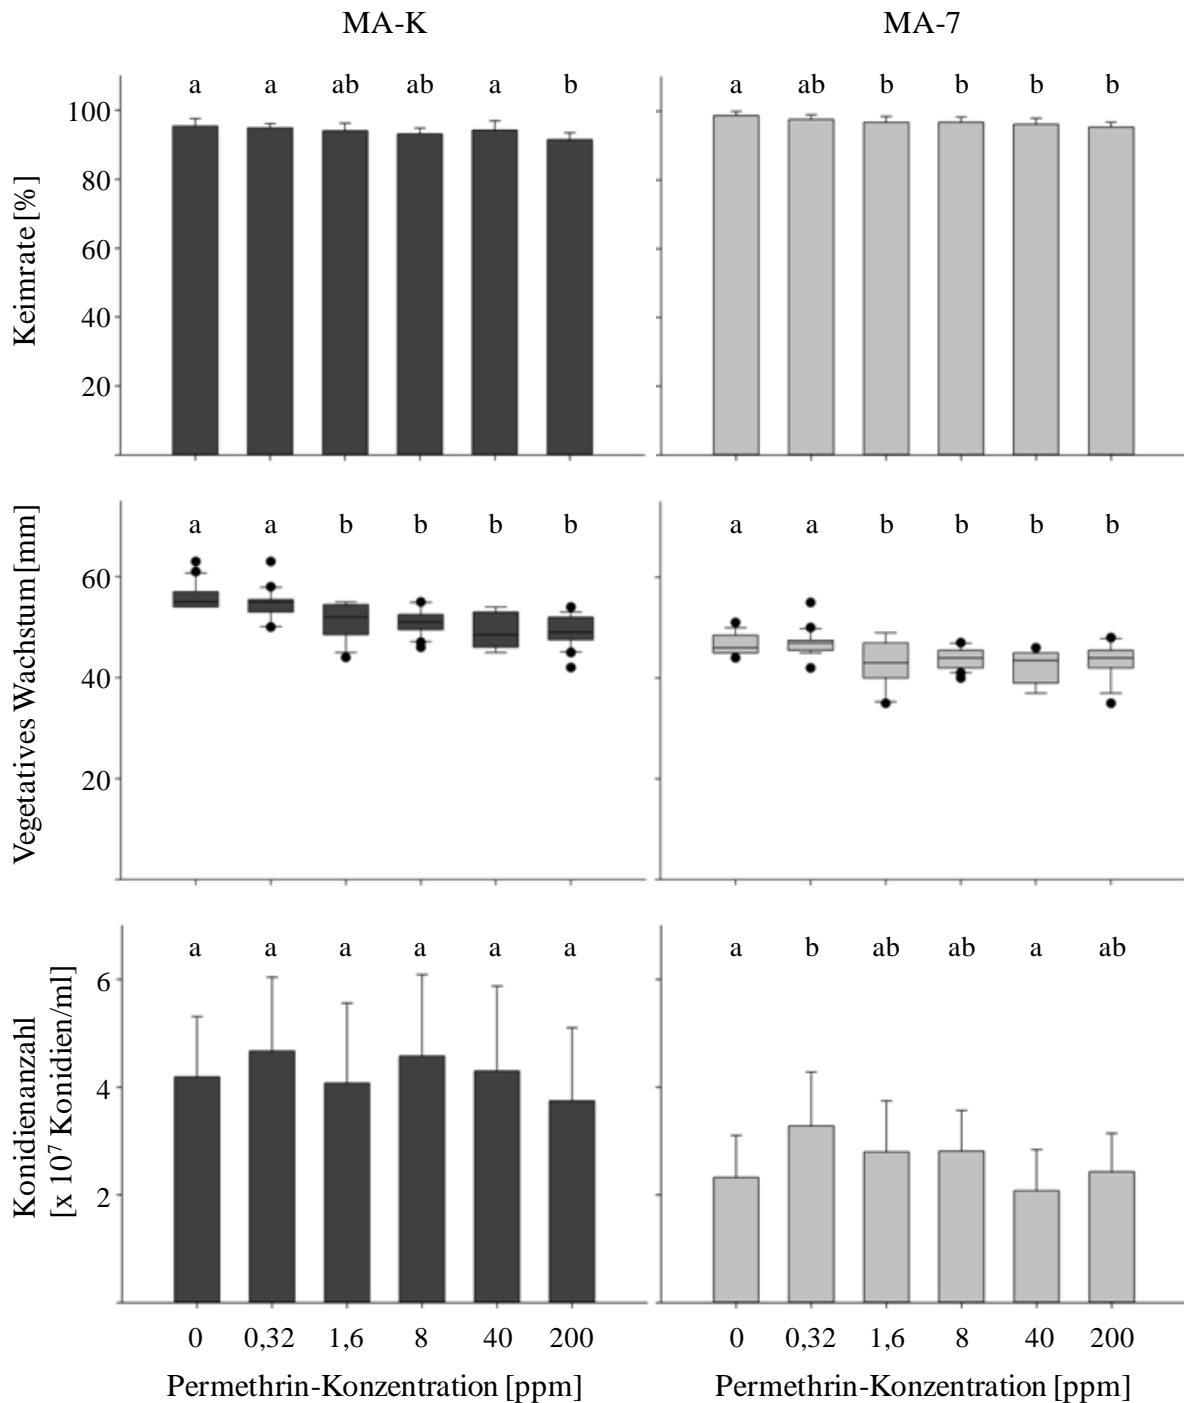 MA-K MA-7
a a ab ab a b a ab b b b b
100
80
60
40
20
Keimrate [%]
a a b b b b a a b b b b
60
40
20
Vegetatives Wachstum [mm]
a a a a a a a b ab ab a ab
6
4
2
Konidienanzahl
[x 10⁷ Konidien/ml]
0 0,32 1,6 8 40 200 0 0,32 1,6 8 40 200
Permethrin-Konzentration [ppm] Permethrin-Konzentration [ppm]